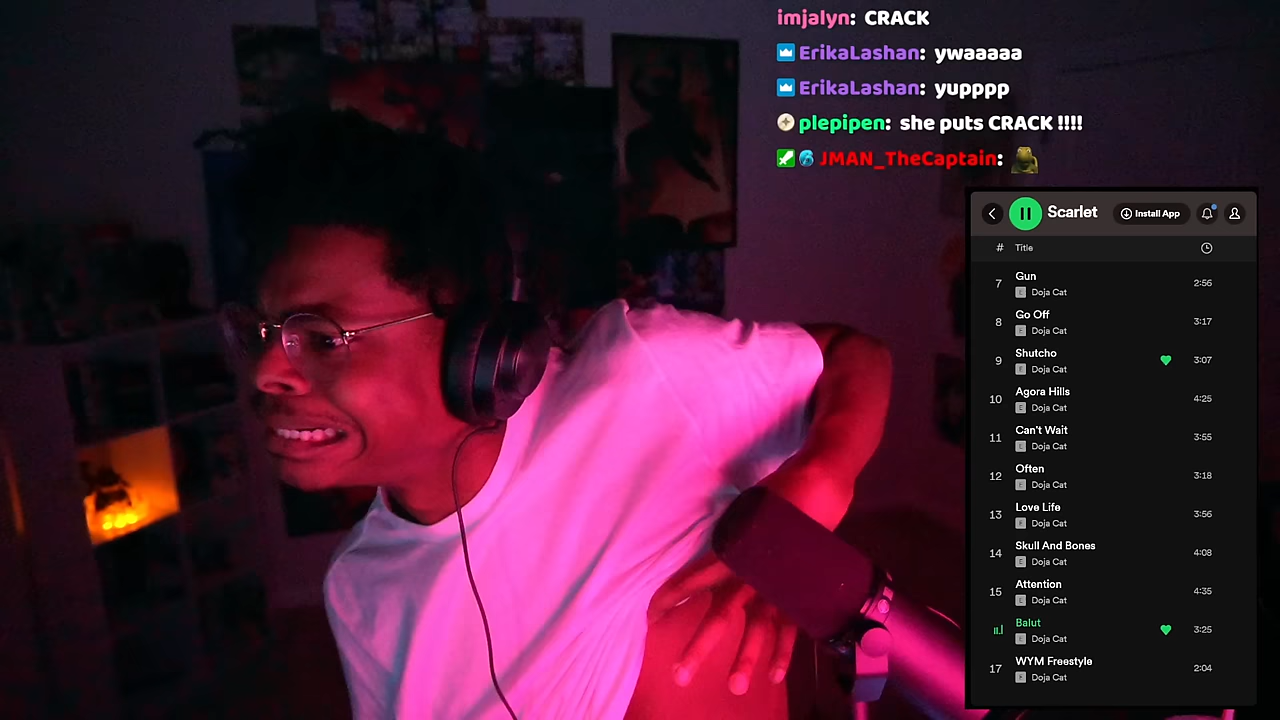 imjalyn: CRACK
ErikaLashan: ywaaaaa
ErikaLashan: yupppp
plepipen: she puts CRACK !!!!
JMAN_TheCaptain:
Scarlet
Install App
# Title
7 Gun 2:56
E Doja Cat
8 Go Off 3:17
E Doja Cat
9 Shutcho 3:07
E Doja Cat
10 Agora Hills 4:25
E Doja Cat
11 Can't Wait 3:55
E Doja Cat
12 Often 3:18
E Doja Cat
13 Love Life 3:56
E Doja Cat
14 Skull And Bones 4:08
E Doja Cat
15 Attention 4:35
E Doja Cat
Balut 3:25
E Doja Cat
17 WYM Freestyle 2:04
E Doja Cat